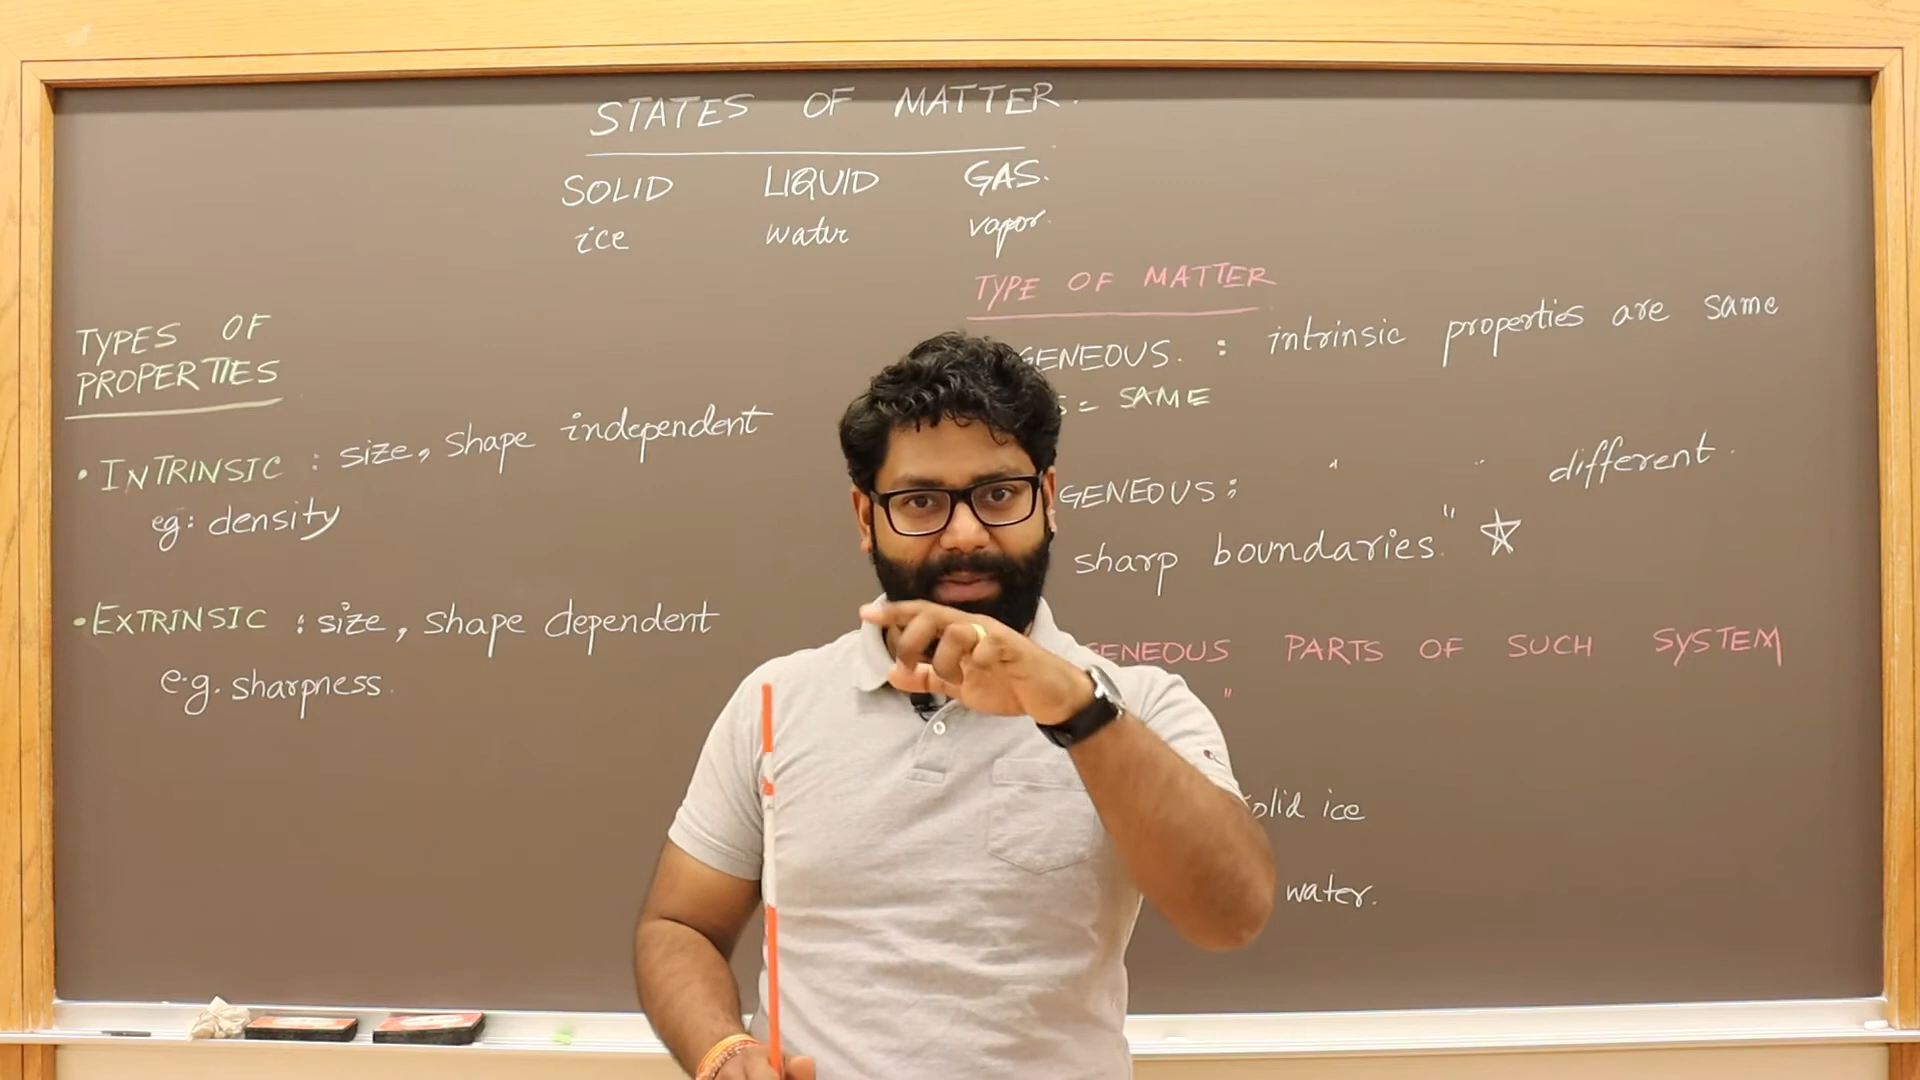 STATES OF MATTER.
SOLID LIQUID GAS.
ice water vapor.
TYPES OF
PROPERTIES
• INTRINSIC : size, shape independent
eg: density
• EXTRINSIC : size, shape dependent
e.g. sharpness.
TYPE OF MATTER
GENEOUS. : intrinsic properties are same
= SAME
GENEOUS; " " different.
sharp boundaries."
GENEOUS PARTS OF SUCH SYSTEM
"
olid ice
water.